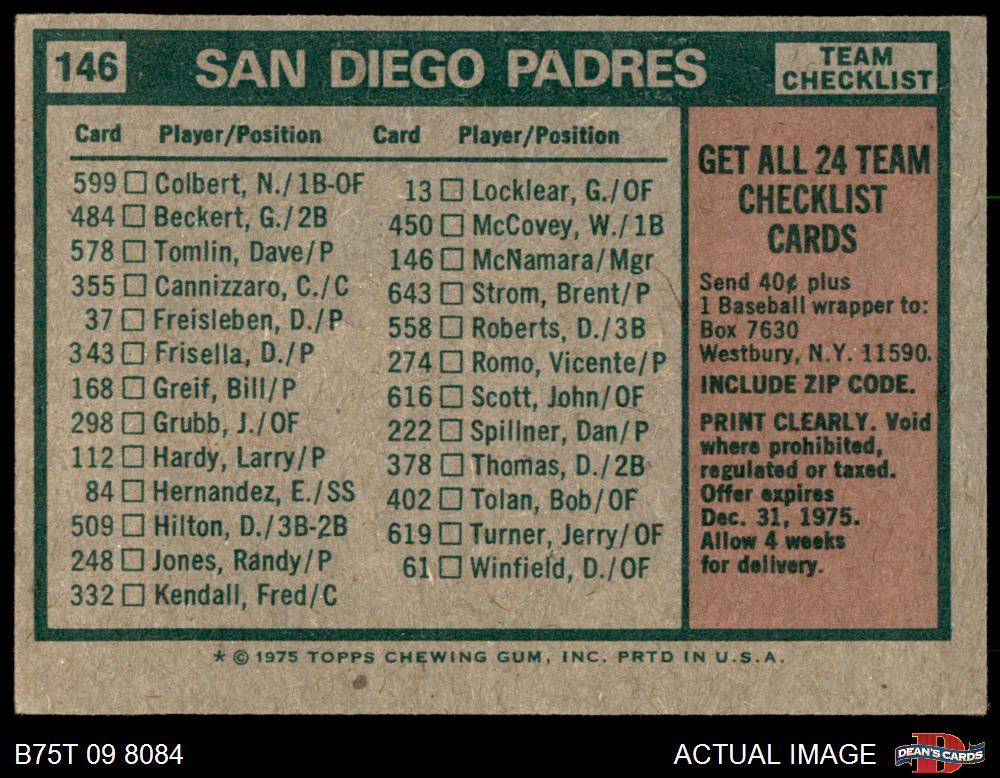 146
SAN DIEGO PADRES
TEAM
CHECKLIST
Card Player/Position
599 Colbert, N./1B-OF
484 Beckert, G./2B
578 Tomlin, Dave/P
355 Cannizzaro, C./C
37 Freisleben, D./P
343 Frisella, D./P
168 Greif, Bill/P
298 Grubb, J./OF
112 Hardy, Larry/P
84 Hernandez, E./SS
509 Hilton, D./3B-2B
248 Jones, Randy/P
332 Kendall, Fred/C
Card Player/Position
13 Locklear, G./OF
450 McCovey, W./1B
146 McNamara/Mgr
643 Strom, Brent/P
558 Roberts, D./3B
274 Romo, Vicente/P
616 Scott, John/OF
222 Spillner, Dan/P
378 Thomas, D./2B
402 Tolan, Bob/OF
619 Turner, Jerry/OF
61 Winfield, D./OF
GET ALL 24 TEAM
CHECKLIST
CARDS
Send 40¢ plus
1 Baseball wrapper to:
Box 7630
Westbury, N.Y. 11590.
INCLUDE ZIP CODE.
PRINT CLEARLY. Void
where prohibited,
regulated or taxed.
Offer expires
Dec. 31, 1975.
Allow 4 weeks
for delivery.
* © 1975 TOPPS CHEWING GUM, INC. PRTD IN U.S.A.
B75T 09 8084
ACTUAL IMAGE
D
DEAN'S CARDS